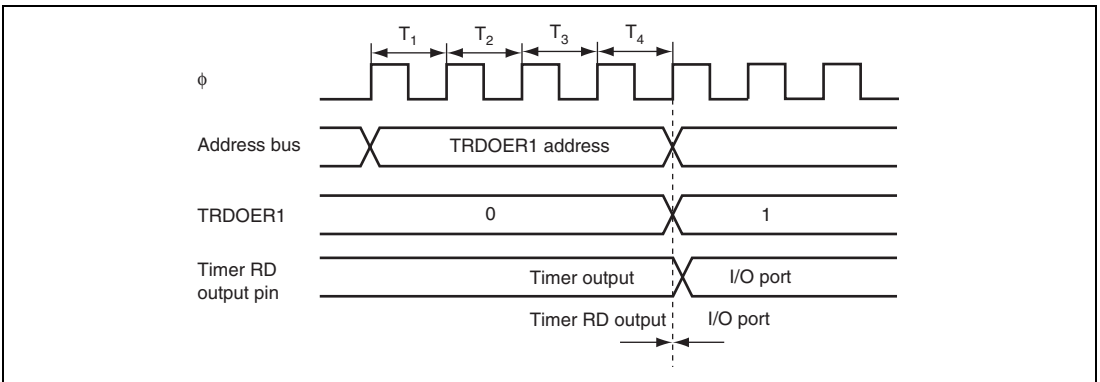 T1 T2 T3 T4
ϕ
Address bus TRDOER1 address
TRDOER1 0 1
Timer RD
output pin
Timer output I/O port
Timer RD output I/O port